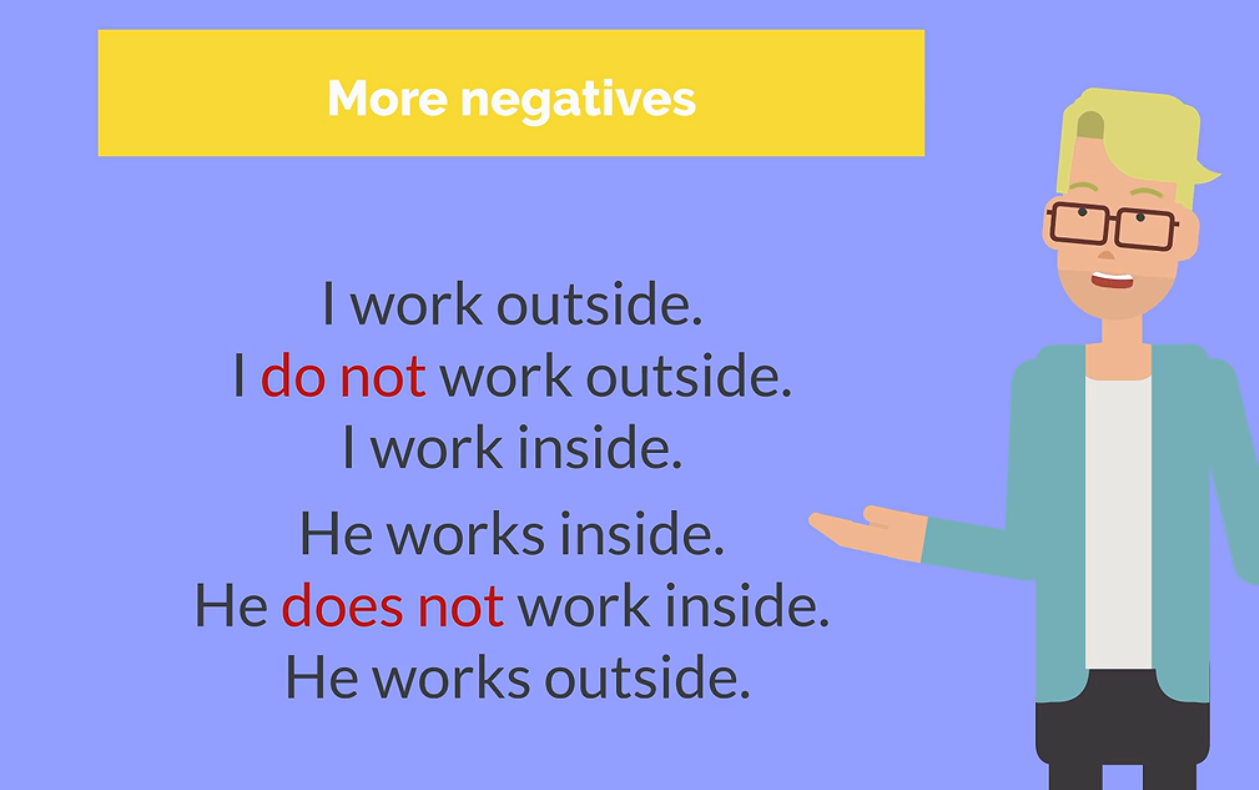 More negatives
I work outside.
I do not work outside.
I work inside.
He works inside.
He does not work inside.
He works outside.